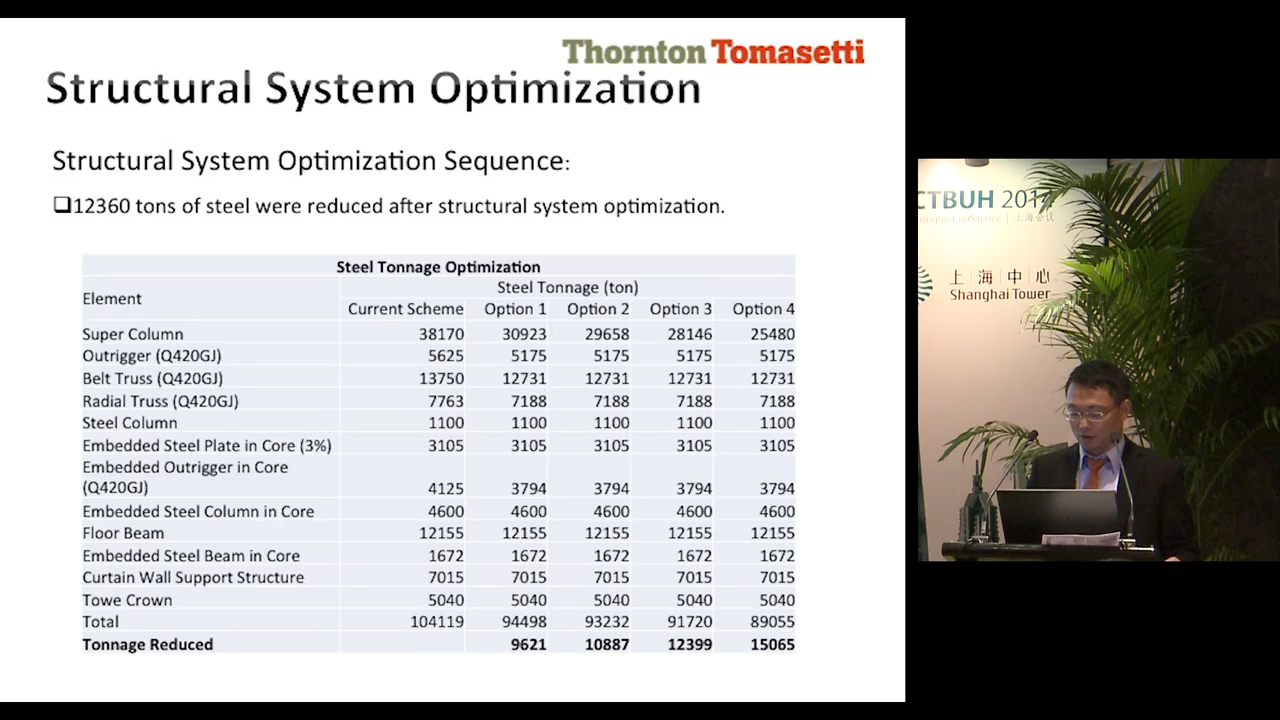 Thornton Tomasetti
Structural System Optimization
Structural System Optimization Sequence:
12360 tons of steel were reduced after structural system optimization.
Steel Tonnage Optimization
Element
Steel Tonnage (ton)
Current Scheme Option 1 Option 2 Option 3 Option 4
Super Column 38170 30923 29658 28146 25480
Outrigger (Q420GJ) 5625 5175 5175 5175 5175
Belt Truss (Q420GJ) 13750 12731 12731 12731 12731
Radial Truss (Q420GJ) 7763 7188 7188 7188 7188
Steel Column 1100 1100 1100 1100 1100
Embedded Steel Plate in Core (3%) 3105 3105 3105 3105 3105
Embedded Outrigger in Core
(Q420GJ) 4125 3794 3794 3794 3794
Embedded Steel Column in Core 4600 4600 4600 4600 4600
Floor Beam 12155 12155 12155 12155 12155
Embedded Steel Beam in Core 1672 1672 1672 1672 1672
Curtain Wall Support Structure 7015 7015 7015 7015 7015
Towe Crown 5040 5040 5040 5040 5040
Total 104119 94498 93232 91720 89055
Tonnage Reduced 9621 10887 12399 15065
CTBUH
上海会议
上海中心
Shanghai Tower